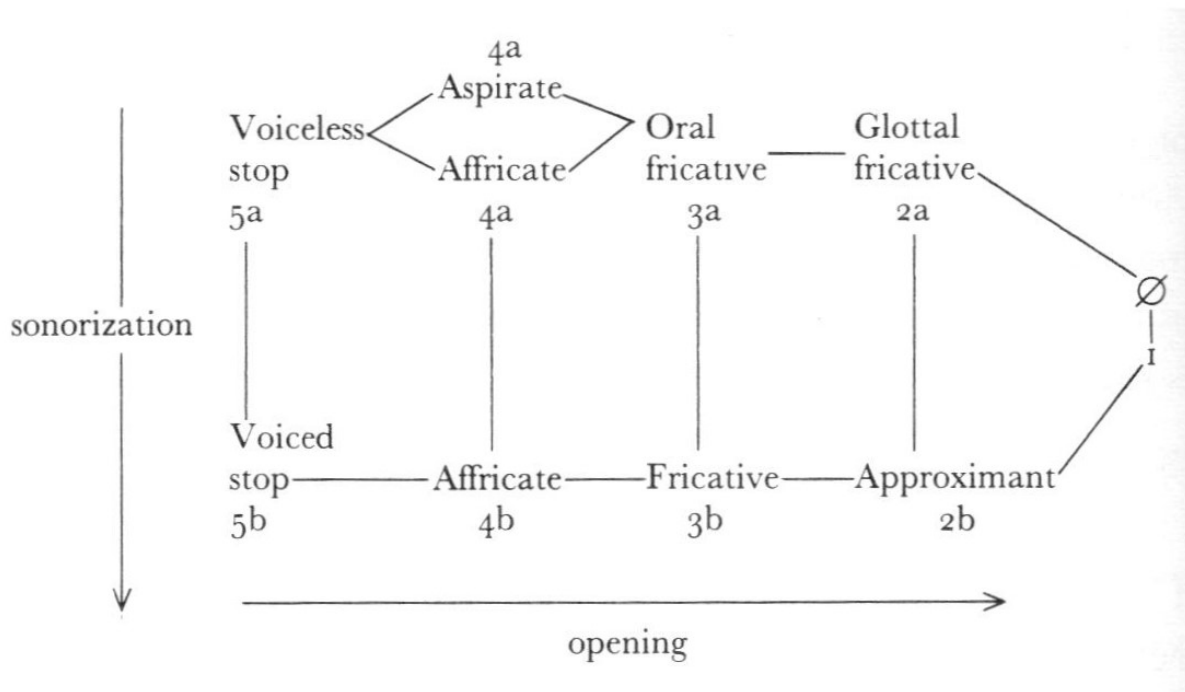 4a
Aspirate
Voiceless
stop
5a
Affricate
4a
Oral
fricative
3a
Glottal
fricative
2a
∅
1
sonorization
Voiced
stop
5b
Affricate
4b
Fricative
3b
Approximant
2b
opening